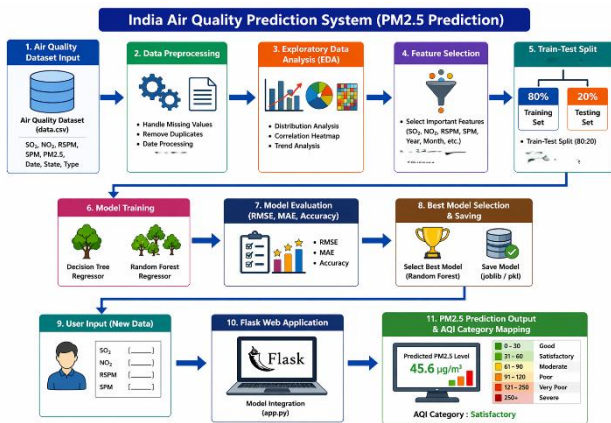 India Air Quality Prediction System (PM2.5 Prediction)
1. Air Quality
Dataset Input
Air Quality Dataset
(data.csv)
SO₂, NO₂, RSPM,
SPM, PM2.5,
Date, State, Type
2. Data Preprocessing
• Handle Missing Values
• Remove Duplicates
• Date Processing
3. Exploratory Data
Analysis (EDA)
• Distribution Analysis
• Correlation Heatmap
• Trend Analysis
4. Feature Selection
• Select Important Features
(SO₂, NO₂, RSPM, SPM,
Year, Month, etc.)
5. Train-Test Split
80%
Training
Set
20%
Testing
Set
• Train-Test Split (80:20)
6. Model Training
Decision Tree
Regressor
Random Forest
Regressor
7. Model Evaluation
(RMSE, MAE, Accuracy)
• RMSE
• MAE
• Accuracy
8. Best Model Selection
& Saving
Select Best Model
(Random Forest)
Save Model
(joblib / pkl)
9. User Input (New Data)
SO₂ [____]
NO₂ [____]
RSPM [____]
SPM [____]
10. Flask Web Application
Flask
Model Integration
(app.py)
11. PM2.5 Prediction Output
& AQI Category Mapping
Predicted PM2.5 Level
45.6 µg/m³
0 – 30 Good
31 – 60 Satisfactory
61 – 90 Moderate
91 – 120 Poor
121 – 250 Very Poor
250+ Severe
AQI Category : Satisfactory